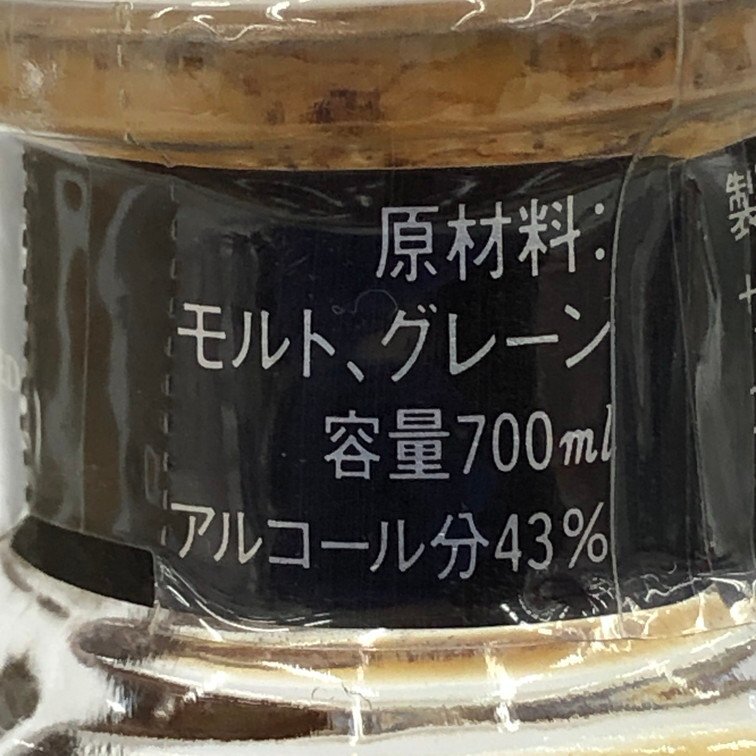 原材料:
モルト、グレーン
容量700ml
アルコール分43%
製